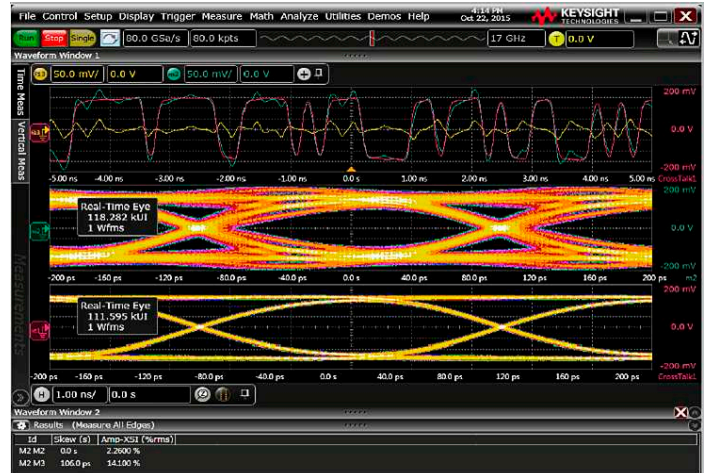 File Control Setup Display Trigger Measure Math Analyze Utilities Demos Help
4:14 PM
Oct 22, 2015
KEYSIGHT
TECHNOLOGIES
Run Stop Single 80.0 GSa/s 80.0 kpts 17 GHz T 0.0 V
Waveform Window 1
Time Meas
Vertical Meas
Measurements
50.0 mV/ 0.0 V 50.0 mV/ 0.0 V
200 mV
0.0 V
-200 mV
-5.00 ns -4.00 ns -3.00 ns -2.00 ns -1.00 ns 0.0 s 1.00 ns 2.00 ns 3.00 ns 4.00 ns 5.00 ns CrossTalk1
200 mV
Real-Time Eye
118.282 kUI
1 Wfms
0.0 V
-200 mV
-200 ps -160 ps -120 ps -80.0 ps -40.0 ps 0.0 s 40.0 ps 80.0 ps 120 ps 160 ps 200 ps m2
200 mV
Real-Time Eye
111.595 kUI
1 Wfms
0.0 V
-200 mV
-200 ps -160 ps -120 ps -80.0 ps -40.0 ps 0.0 s 40.0 ps 80.0 ps 120 ps 160 ps 200 ps CrossTalk1
H 1.00 ns/ 0.0 s
Waveform Window 2
Results (Measure All Edges)
Id Skew (s) Amp-XSI (%rms)
M2 M2 0.0 s 2.2600 %
M2 M3 106.0 ps 14.100 %